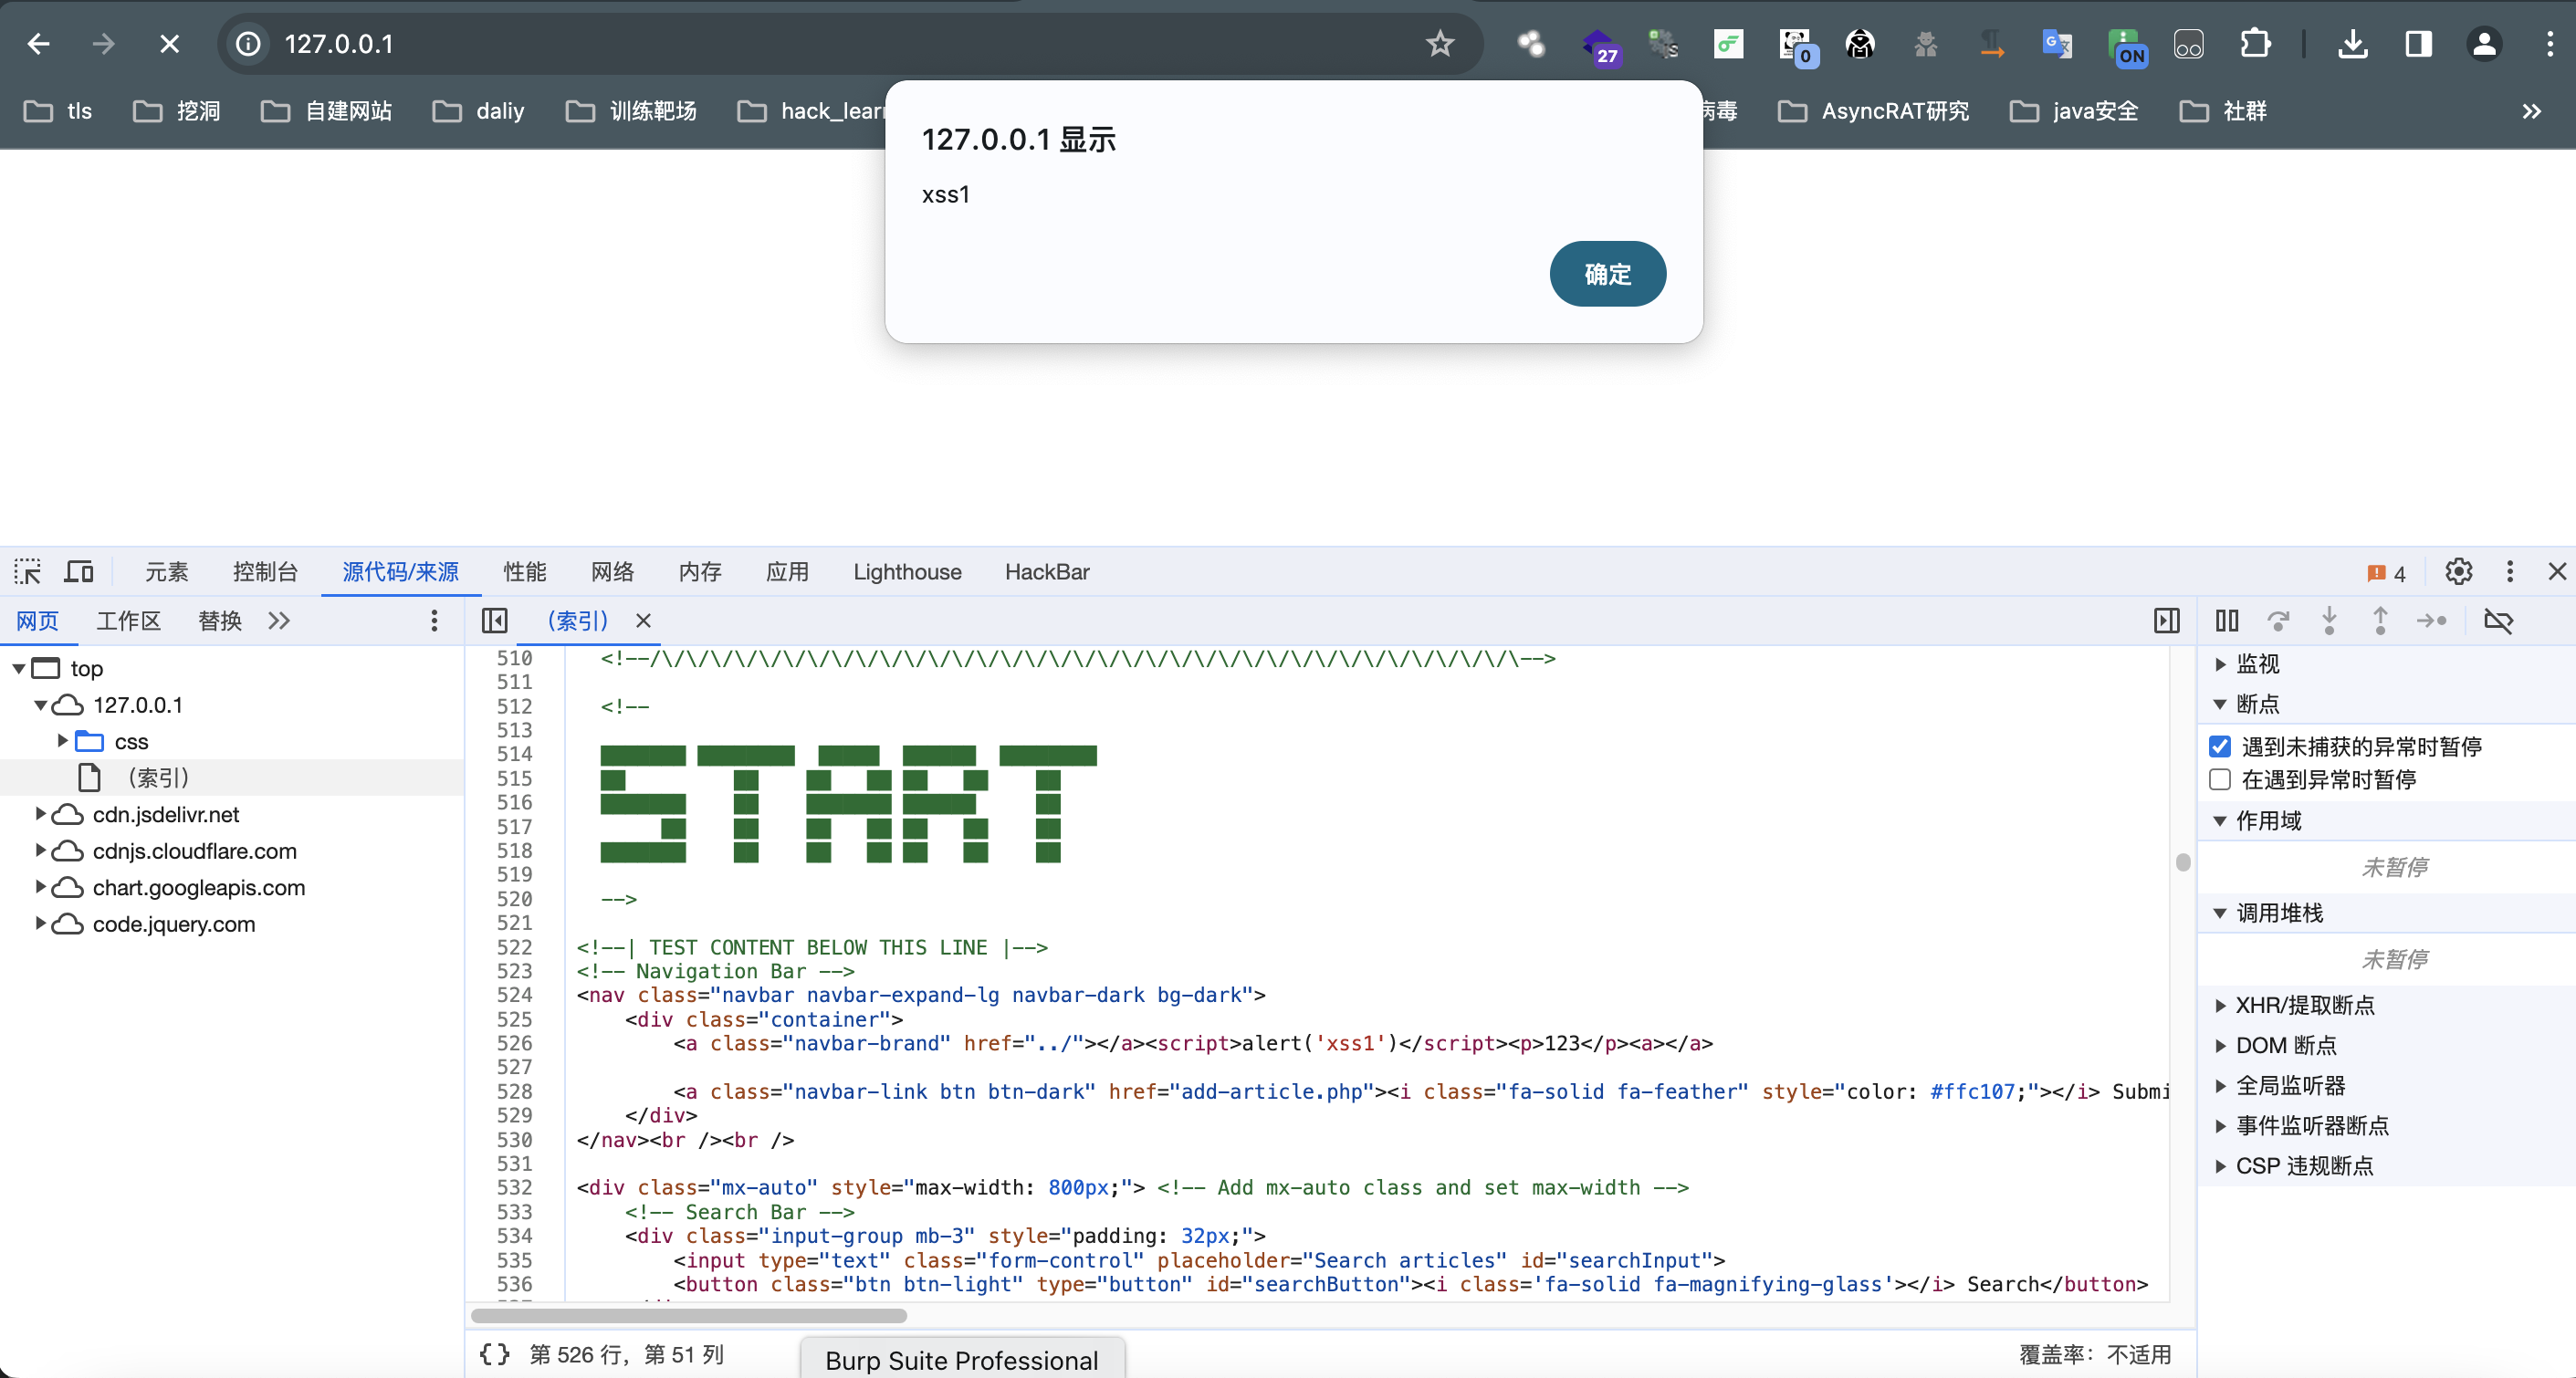 127.0.0.1
27
0
ON
tls
挖洞
自建网站
daliy
训练靶场
hack_lear
病毒
AsyncRAT研究
java安全
社群
127.0.0.1 显示
xss1
确定
元素
控制台
源代码/来源
性能
网络
内存
应用
Lighthouse
HackBar
4
网页
工作区
替换
(索引)
top
127.0.0.1
css
(索引)
cdn.jsdelivr.net
cdnjs.cloudflare.com
chart.googleapis.com
code.jquery.com
510 <!--/\/\/\/\/\/\/\/\/\/\/\/\/\/\/\/\/\/\/\/\/\/\/\/\/\/\/\/\/\/\/\/\/\/\/\/\-->
511
512 <!--
513
514
515
516
517
518
START
519
520 -->
521
522 <!--| TEST CONTENT BELOW THIS LINE |-->
523 <!-- Navigation Bar -->
524 <nav class="navbar navbar-expand-lg navbar-dark bg-dark">
525 <div class="container">
526 <a class="navbar-brand" href="../"></a><script>alert('xss1')</script><p>123</p><a></a>
527
528 <a class="navbar-link btn btn-dark" href="add-article.php"><i class="fa-solid fa-feather" style="color: #ffc107;"></i> Submi
529 </div>
530 </nav><br /><br />
531
532 <div class="mx-auto" style="max-width: 800px;"> <!-- Add mx-auto class and set max-width -->
533 <!-- Search Bar -->
534 <div class="input-group mb-3" style="padding: 32px;">
535 <input type="text" class="form-control" placeholder="Search articles" id="searchInput">
536 <button class="btn btn-light" type="button" id="searchButton"><i class='fa-solid fa-magnifying-glass'></i> Search</button>
{} 第 526 行，第 51 列
Burp Suite Professional
覆盖率：不适用
监视
断点
遇到未捕获的异常时暂停
在遇到异常时暂停
作用域
未暂停
调用堆栈
未暂停
XHR/提取断点
DOM 断点
全局监听器
事件监听器断点
CSP 违规断点